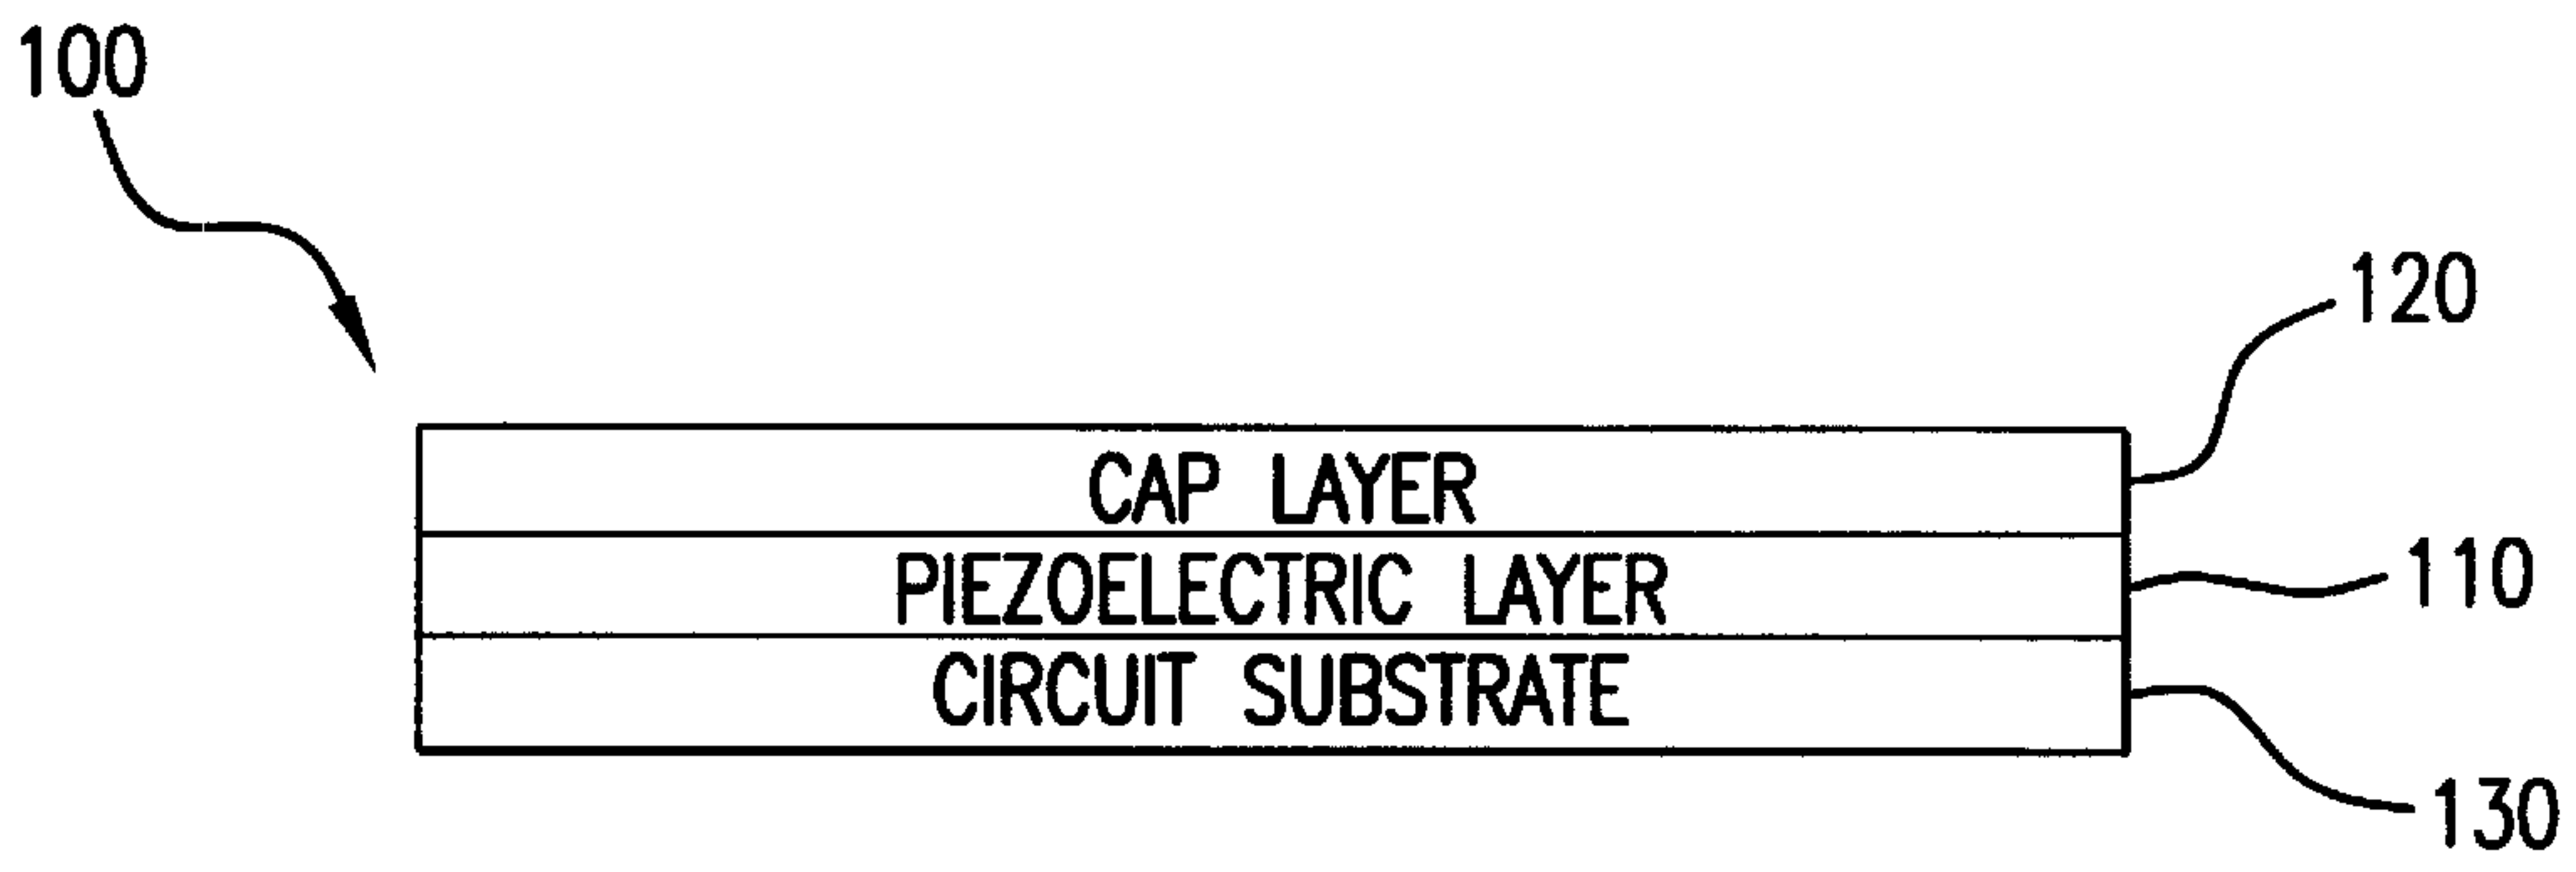 100
120
CAP LAYER
110
PIEZOELECTRIC LAYER
CIRCUIT SUBSTRATE
130